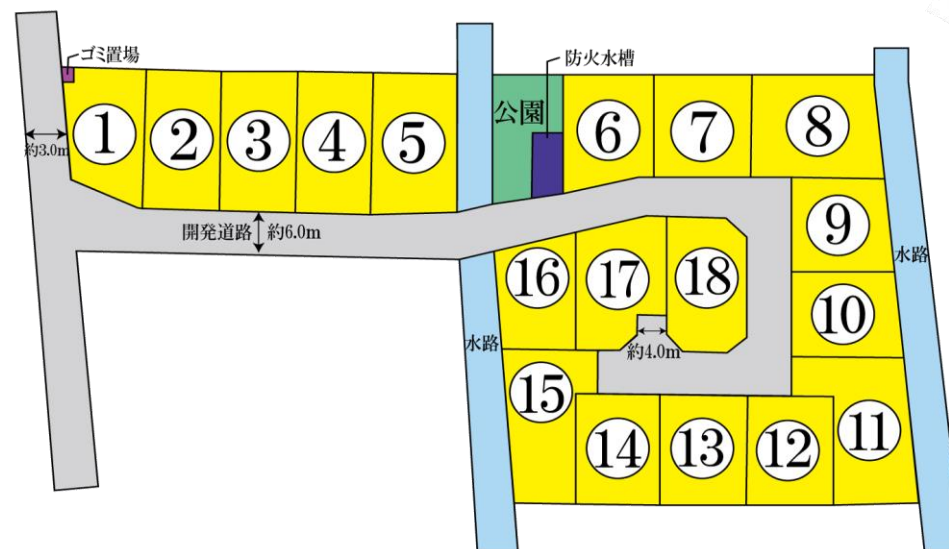 ゴミ置場
防火水槽
公園
① ② ③ ④ ⑤
⑥ ⑦ ⑧
約3.0m
開発道路 約6.0m
⑨
水路
⑯ ⑰ ⑱
⑩
水路
約4.0m
⑮
⑭ ⑬ ⑫ ⑪